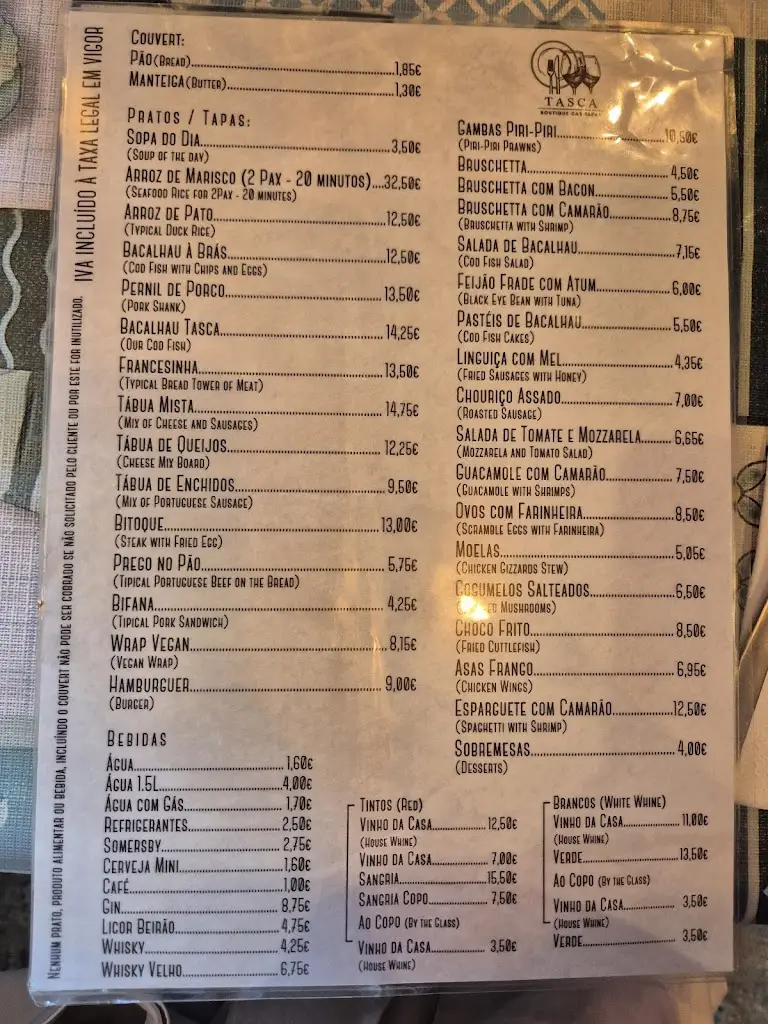 IVA INCLUÍDO À TAXA LEGAL EM VIGOR
NENHUM PRATO, PRODUTO ALIMENTAR OU BEBIDA, INCLUÍNDO O COUVERT NÃO PODE SER COBRADO SE NÃO SOLICITADO PELO CLIENTE OU POR ESTE FOR INUTILIZADO.
COUVERT:
PÃO (BREAD)...1,85€
MANTEIGA (BUTTER)...1,30€
PRATOS / TAPAS:
SOPA DO DIA...3,50€
(SOUP OF THE DAY)
ARROZ DE MARISCO (2 PAX - 20 MINUTOS)...32,50€
(SEAFOOD RICE FOR 2PAX - 20 MINUTES)
ARROZ DE PATO...12,50€
(TYPICAL DUCK RICE)
BACALHAU À BRÁS...12,50€
(COD FISH WITH CHIPS AND EGGS)
PERNIL DE PORCO...13,50€
(PORK SHANK)
BACALHAU TASCA...14,25€
(OUR COD FISH)
FRANCESINHA...13,50€
(TYPICAL BREAD TOWER OF MEAT)
TÁBUA MISTA...14,75€
(MIX OF CHEESE AND SAUSAGES)
TÁBUA DE QUEIJOS...12,25€
(CHEESE MIX BOARD)
TÁBUA DE ENCHIDOS...9,50€
(MIX OF PORTUGUESE SAUSAGE)
BITOQUE...13,00€
(STEAK WITH FRIED EGG)
PREGO NO PÃO...5,75€
(TIPICAL PORTUGUESE BEEF ON THE BREAD)
BIFANA...4,25€
(TIPICAL PORK SANDWICH)
WRAP VEGAN...8,15€
(VEGAN WRAP)
HAMBURGUER...9,00€
(BURGER)
TASCA
BOUTIQUE DAS TAPAS
GAMBAS PIRI-PIRI...10,50€
(PIRI-PIRI PRAWNS)
BRUSCHETTA...4,50€
BRUSCHETTA COM BACON...5,50€
BRUSCHETTA COM CAMARÃO...8,75€
(BRUSCHETTA WITH SHRIMP)
SALADA DE BACALHAU...7,15€
(COD FISH SALAD)
FEIJÃO FRADE COM ATUM...6,00€
(BLACK EYE BEAN WITH TUNA)
PASTÉIS DE BACALHAU...5,50€
(COD FISH CAKES)
LINGUIÇA COM MEL...4,35€
(FRIED SAUSAGES WITH HONEY)
CHOURIÇO ASSADO...7,00€
(ROASTED SAUSAGE)
SALADA DE TOMATE E MOZZARELA...6,65€
(MOZZARELA AND TOMATO SALAD)
GUACAMOLE COM CAMARÃO...7,50€
(GUACAMOLE WITH SHRIMPS)
OVOS COM FARINHEIRA...8,50€
(SCRAMBLE EGGS WITH FARINHEIRA)
MOELAS...5,05€
(CHICKEN GIZZARDS STEW)
COGUMELOS SALTEADOS...6,50€
MUSHROOMS)
CHOCO FRITO...8,50€
(FRIED CUTTLEFISH)
ASAS FRANGO...6,95€
(CHICKEN WINGS)
ESPARGUETE COM CAMARÃO...12,50€
(SPAGHETTI WITH SHRIMP)
SOBREMESAS...4,00€
(DESSERTS)
BEBIDAS
ÁGUA...1,60€
ÁGUA 1.5L...4,00€
ÁGUA COM GÁS...1,70€
REFRIGERANTES...2,50€
SOMERSBY...2,75€
CERVEJA MINI...1,60€
CAFÉ...1,00€
GIN...8,75€
LICOR BEIRÃO...4,75€
WHISKY...4,25€
WHISKY VELHO...6,75€
TINTOS (RED)
VINHO DA CASA...12,50€
(HOUSE WHINE)
VINHO DA CASA...7,00€
SANGRIA...15,50€
SANGRIA COPO...7,50€
AO COPO (BY THE GLASS)
VINHO DA CASA...3,50€
(HOUSE WHINE)
BRANCOS (WHITE WHINE)
VINHO DA CASA...11,00€
(HOUSE WHINE)
VERDE...13,50€
AO COPO (BY THE GLASS)
VINHO DA CASA...3,50€
(HOUSE WHINE)
VERDE...3,50€